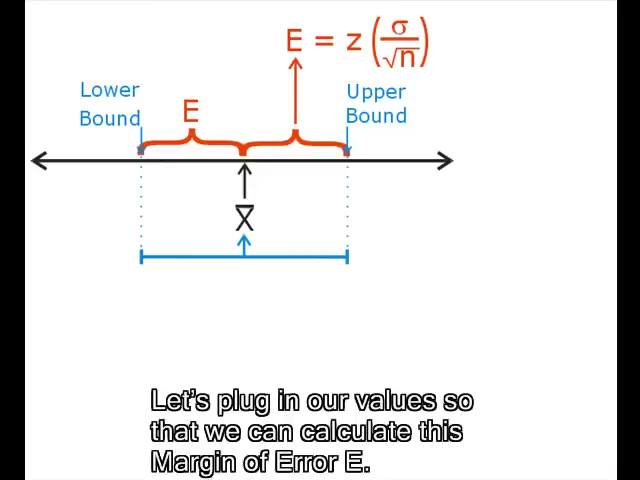 E = z (σ/√n)
Lower
Bound
E
Upper
Bound
X̄
Let's plug in our values so
that we can calculate this
Margin of Error E.